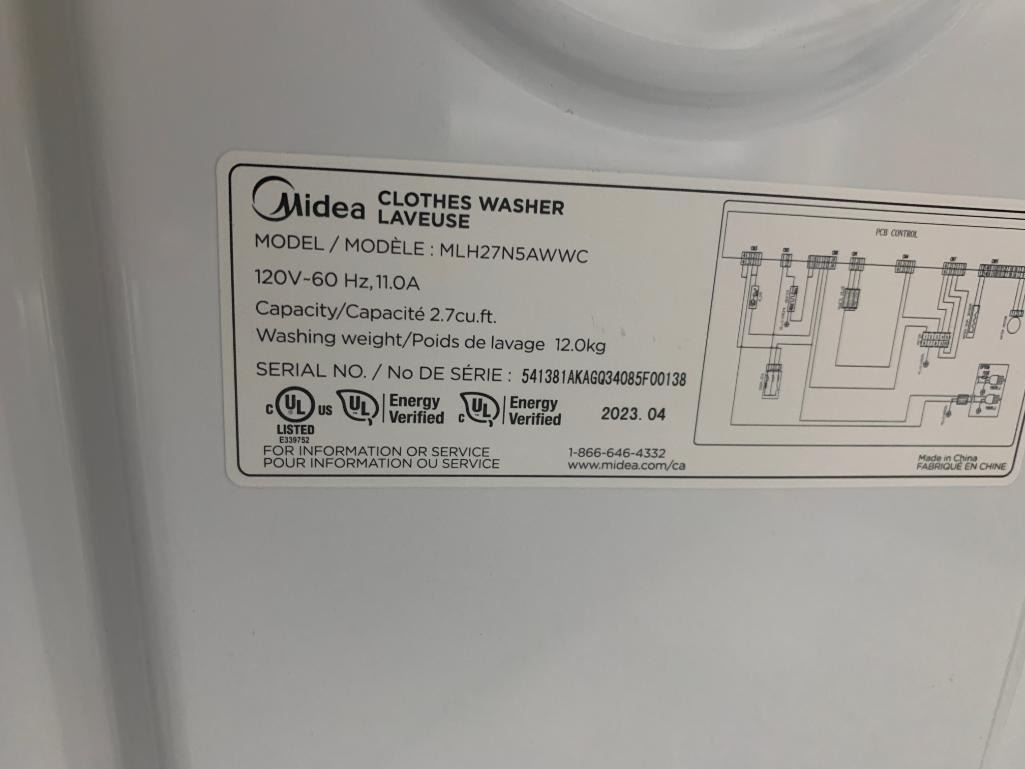 Midea CLOTHES WASHER
LAVEUSE
MODEL / MODÈLE : MLH27N5AWWC
120V~60 Hz,11.0A
Capacity/Capacité 2.7cu.ft.
Washing weight/Poids de lavage 12.0kg
SERIAL NO. / No DE SÉRIE : 541381AKAGQ34085F00138
C UL US LISTED E339752
UL Energy Verified
C UL Energy Verified
2023. 04
FOR INFORMATION OR SERVICE
POUR INFORMATION OU SERVICE
1-866-646-4332
www.midea.com/ca
PCB CONTROL
Made in China
FABRIQUÉ EN CHINE